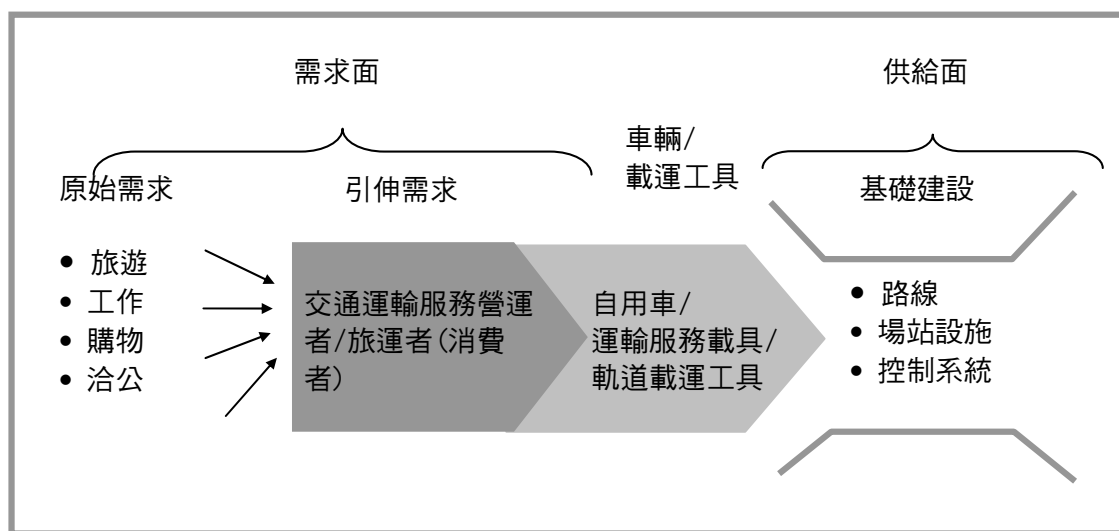 需求面
供給面
車輛/
載運工具
原始需求
引伸需求
基礎建設
• 旅遊
• 工作
• 購物
• 洽公
交通運輸服務營運
者/旅運者(消費
者)
自用車/
運輸服務載具/
軌道載運工具
• 路線
• 場站設施
• 控制系統